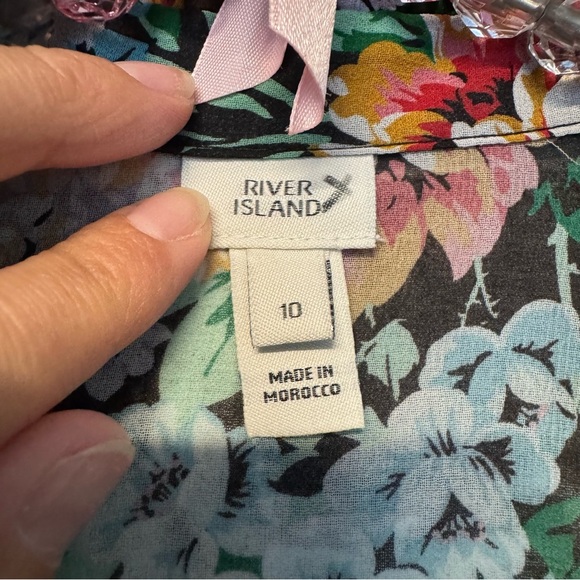 RIVER
ISLAND
10
MADE IN
MOROCCO